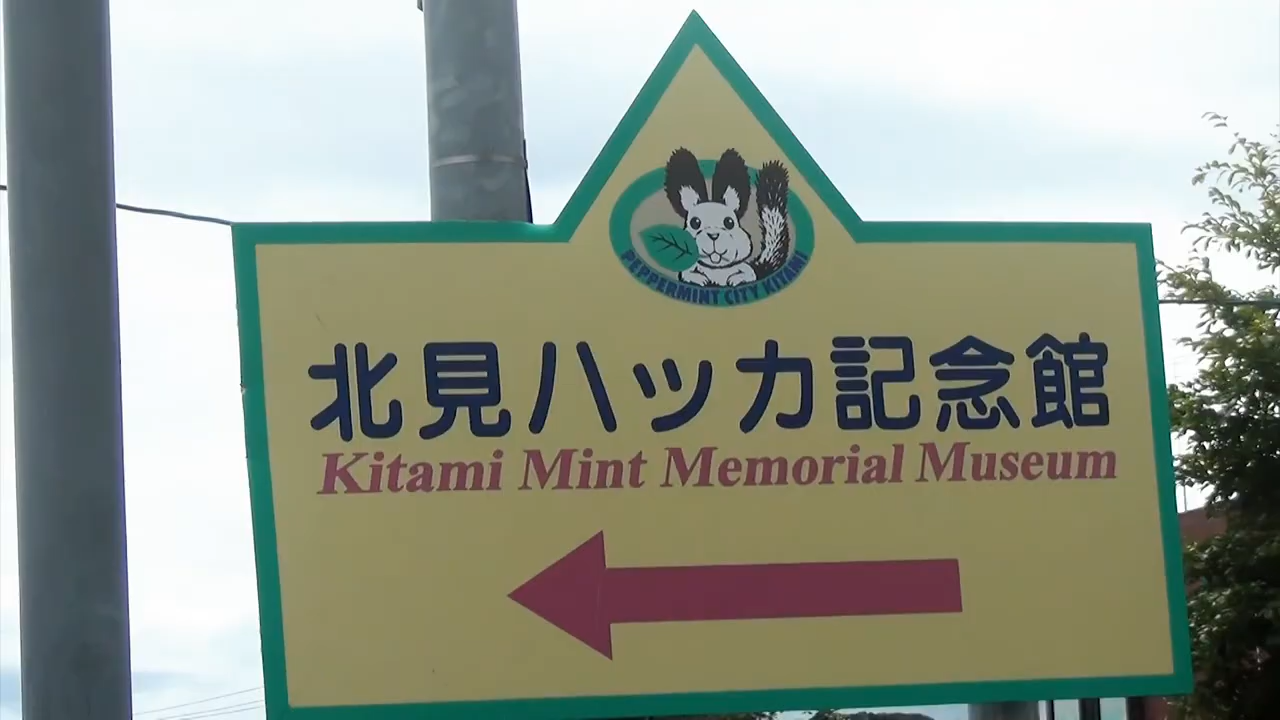 PEPPERMINT CITY KITAMI
北見ハッカ記念館
Kitami Mint Memorial Museum